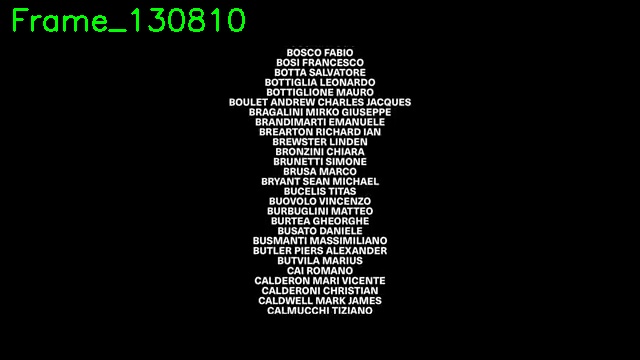 Frame_130810
BOSCO FABIO
BOSI FRANCESCO
BOTTA SALVATORE
BOTTIGLIA LEONARDO
BOTTIGLIONE MAURO
BOULET ANDREW CHARLES JACQUES
BRAGALINI MIRKO GIUSEPPE
BRANDIMARTI EMANUELE
BREARTON RICHARD IAN
BREWSTER LINDEN
BRONZINI CHIARA
BRUNETTI SIMONE
BRUSA MARCO
BRYANT SEAN MICHAEL
BUCELIS TITAS
BUOVOLO VINCENZO
BURBUGLINI MATTEO
BURTEA GHEORGHE
BUSATO DANIELE
BUSMANTI MASSIMILIANO
BUTLER PIERS ALEXANDER
BUTVILA MARIUS
CAI ROMANO
CALDERON MARI VICENTE
CALDERONI CHRISTIAN
CALDWELL MARK JAMES
CALMUCCHI TIZIANO